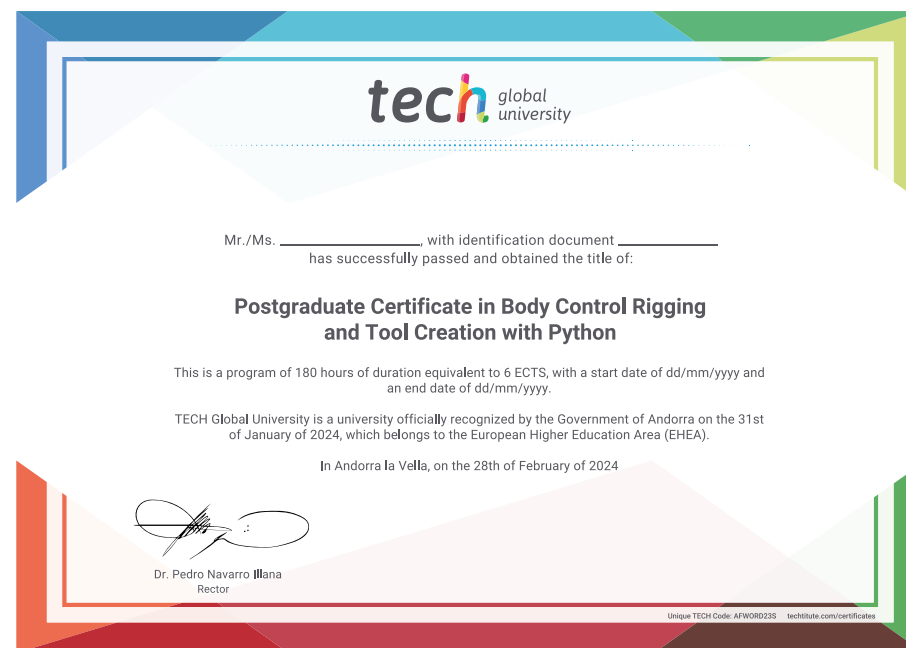 tech global university
Mr./Ms. ____________, with identification document ____________
has successfully passed and obtained the title of:
Postgraduate Certificate in Body Control Rigging
and Tool Creation with Python
This is a program of 180 hours of duration equivalent to 6 ECTS, with a start date of dd/mm/yyyy and
an end date of dd/mm/yyyy.
TECH Global University is a university officially recognized by the Government of Andorra on the 31st
of January of 2024, which belongs to the European Higher Education Area (EHEA).
In Andorra la Vella, on the 28th of February of 2024
Dr. Pedro Navarro Illana
Rector
Unique TECH Code: AFWORD23S techtitute.com/certificates